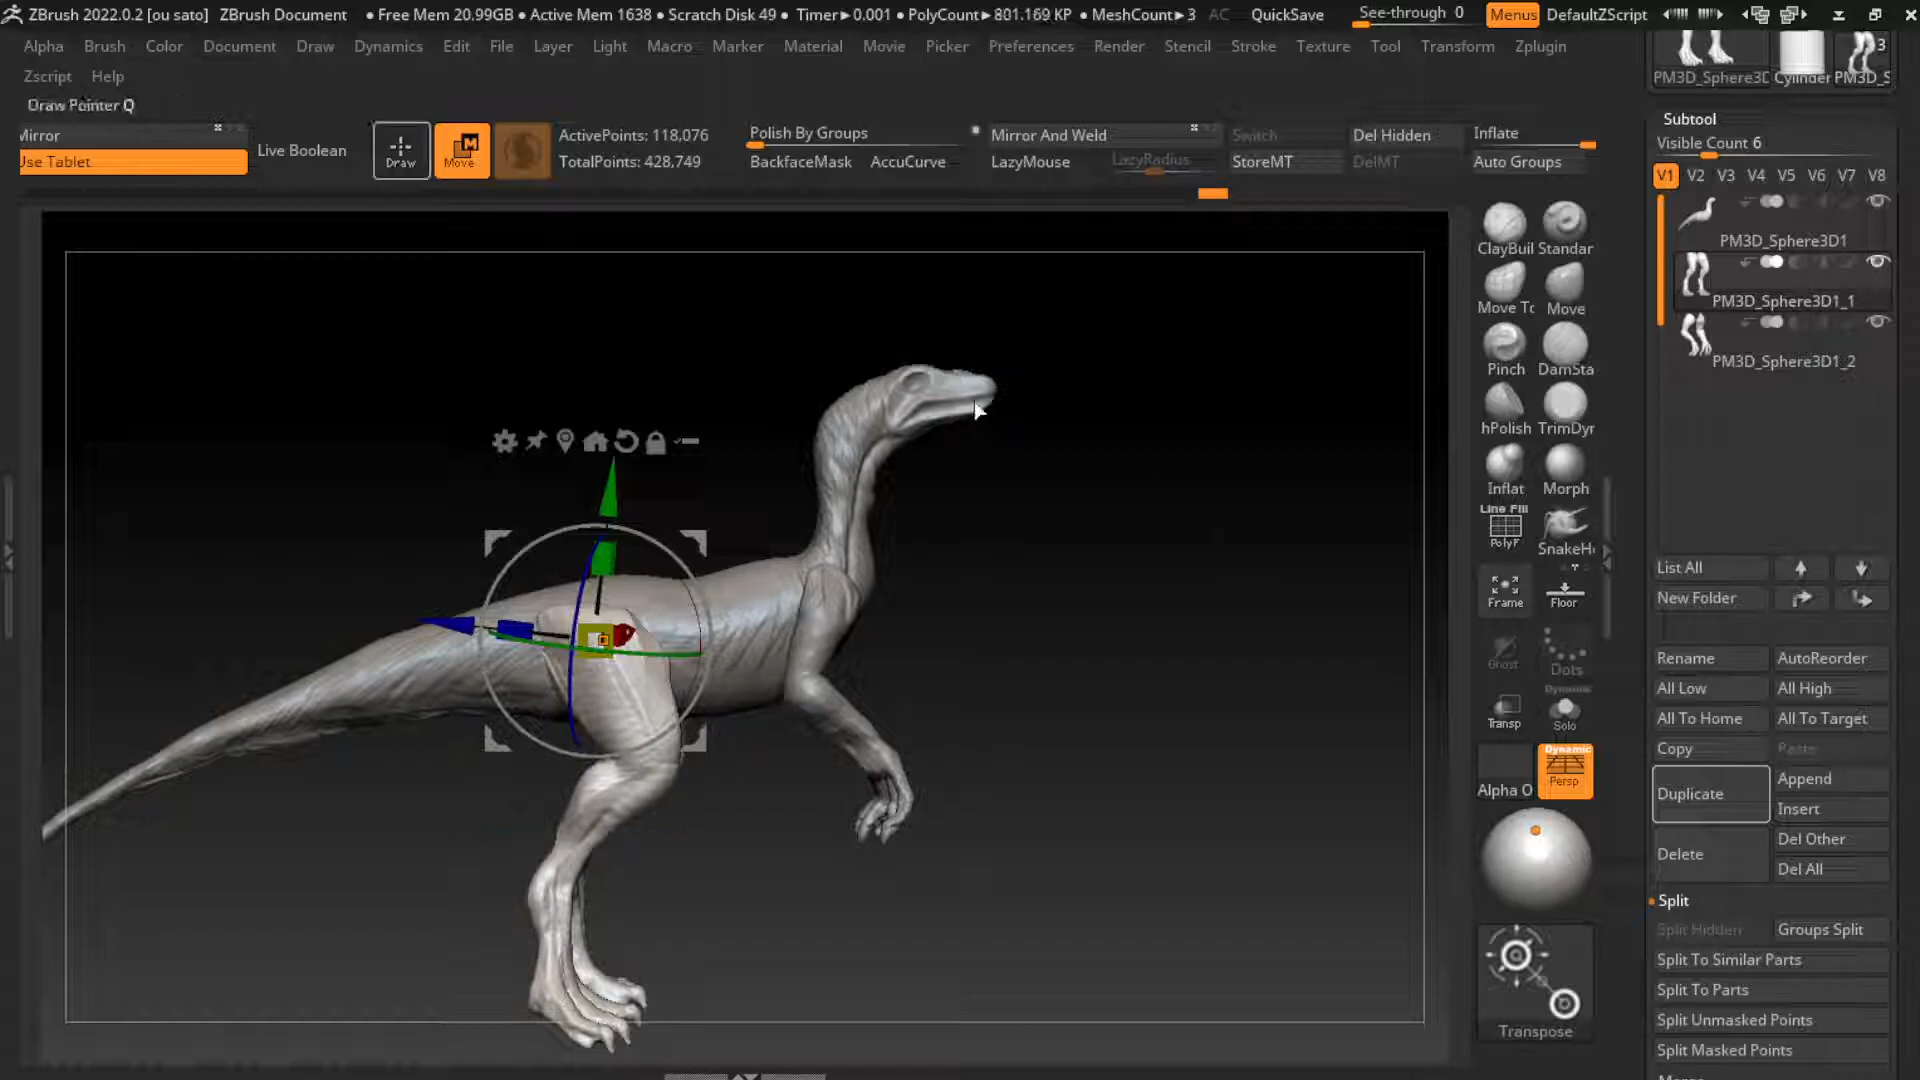 ZBrush 2022.0.2 [ou sato] ZBrush Document • Free Mem 20.99GB • Active Mem 1638 • Scratch Disk 49 • Timer▸0.001 • PolyCount▸801.169 KP • MeshCount▸3 AC QuickSave See-through 0 Menus DefaultZScript
Alpha Brush Color Document Draw Dynamics Edit File Layer Light Macro Marker Material Movie Picker Preferences Render Stencil Stroke Texture Tool Transform Zplugin
Zscript Help
Draw Pointer Q
Mirror
Use Tablet
Live Boolean
Draw
Move
ActivePoints: 118,076
TotalPoints: 428,749
Polish By Groups
BackfaceMask AccuCurve
Mirror And Weld
LazyMouse LazyRadius
Switch Del Hidden
StoreMT DelMT
Inflate
Auto Groups
ClayBuil Standar
Move To Move
Pinch DamSta
hPolish TrimDyr
Inflat Morph
Line Fill
PolyF
SnakeH
Frame Floor
Ghost Dots
Transp
Dynamic
Solo
Alpha O
Dynamic
Persp
Transpose
3
PM3D_Sphere3D Cylinder PM3D_S
Subtool
Visible Count 6
V1 V2 V3 V4 V5 V6 V7 V8
PM3D_Sphere3D1
PM3D_Sphere3D1_1
PM3D_Sphere3D1_2
List All
New Folder
Rename AutoReorder
All Low All High
All To Home All To Target
Copy Paste
Duplicate Append
Insert
Delete Del Other
Del All
Split
Split Hidden Groups Split
Split To Similar Parts
Split To Parts
Split Unmasked Points
Split Masked Points